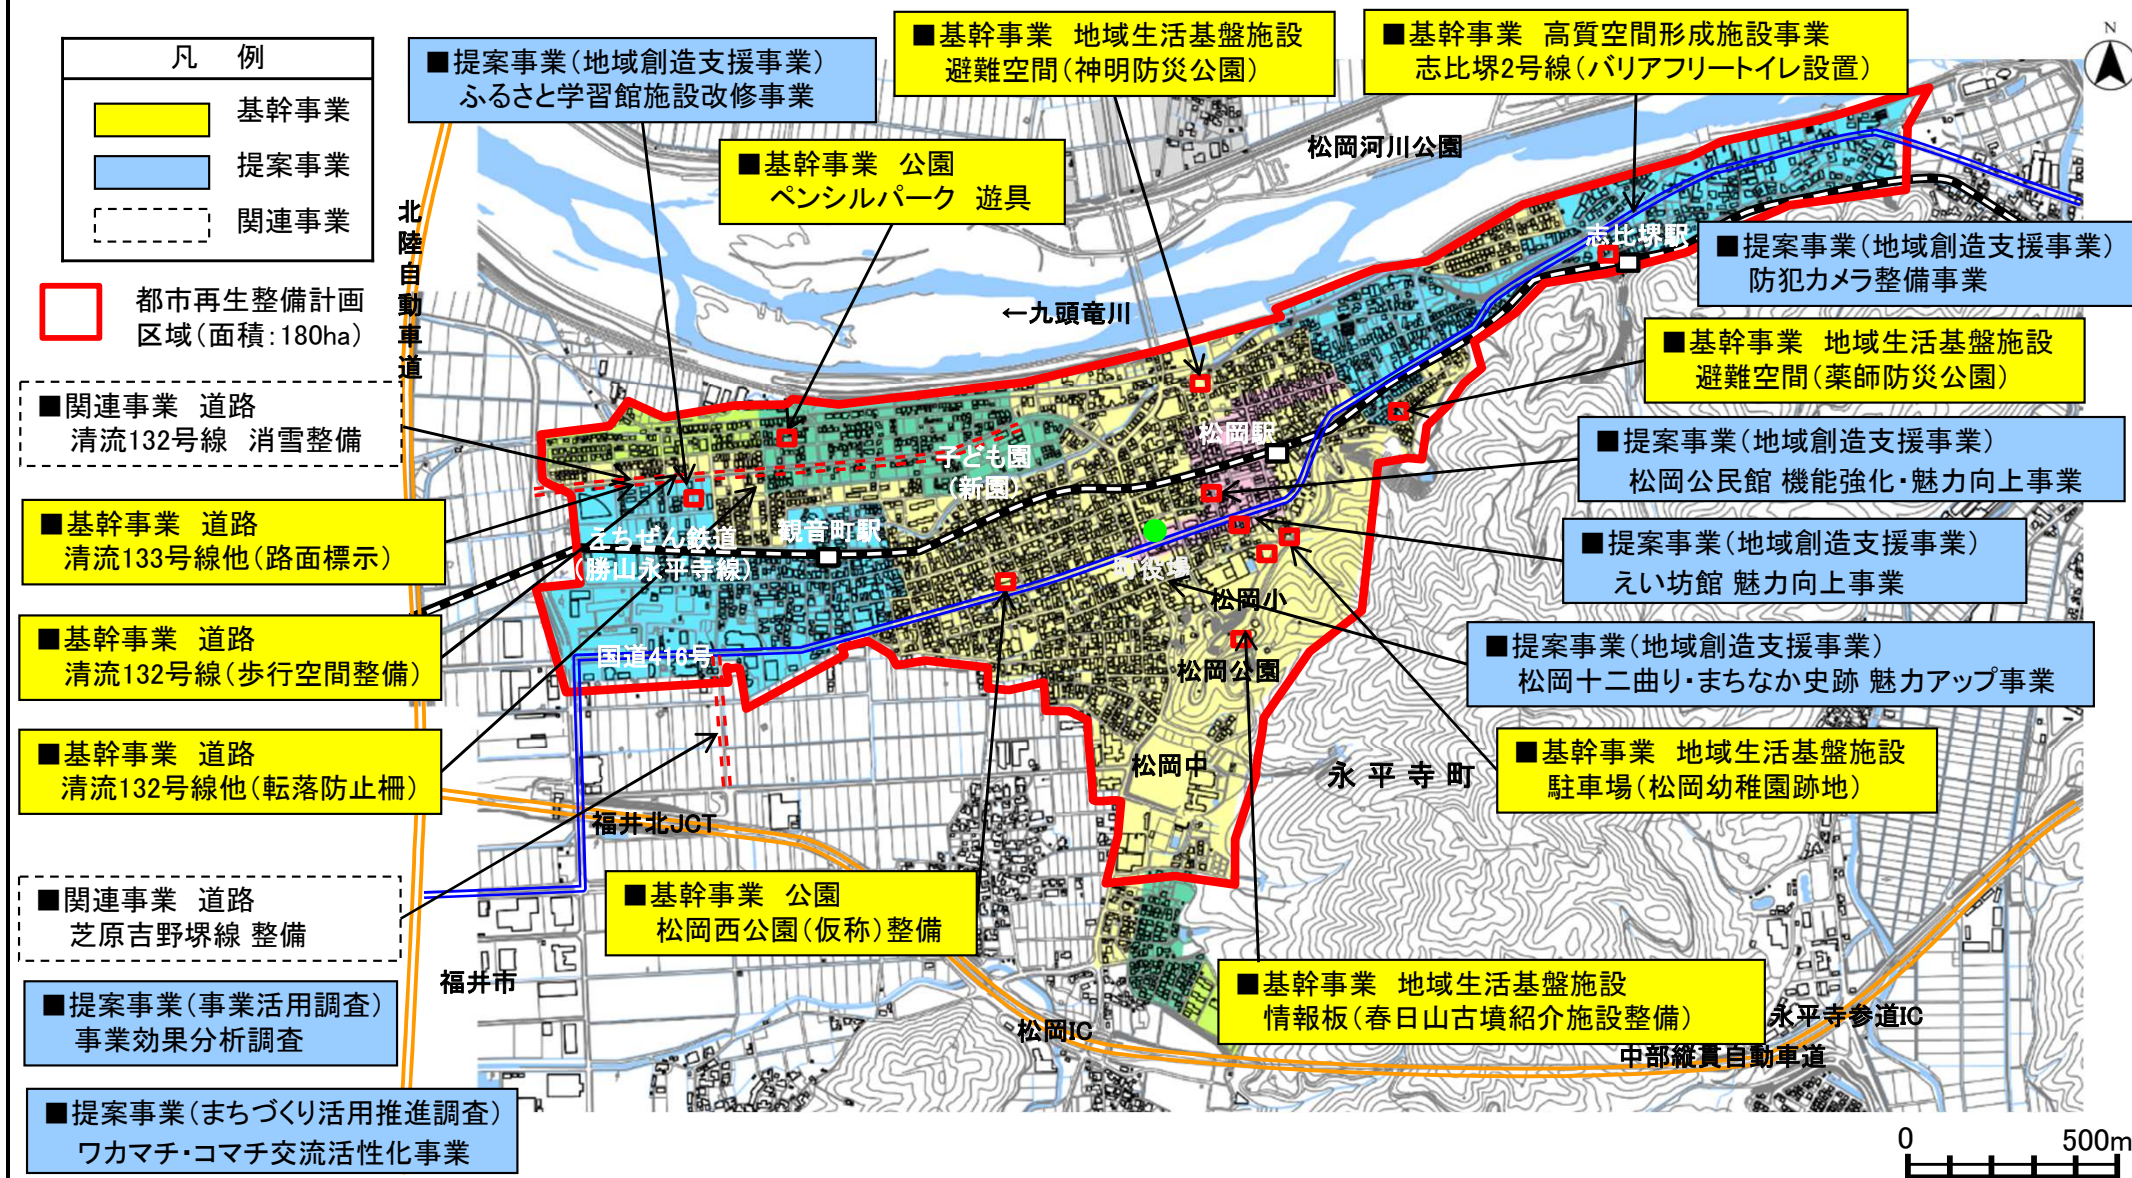 凡 例
基幹事業
提案事業
関連事業
都市再生整備計画
区域(面積:180ha)
■提案事業(地域創造支援事業)
ふるさと学習館施設改修事業
■基幹事業 地域生活基盤施設
避難空間(神明防災公園)
■基幹事業 高質空間形成施設事業
志比堺2号線(バリアフリートイレ設置)
N
■基幹事業 公園
ペンシルパーク 遊具
松岡河川公園
北陸自動車道
←九頭竜川
志比堺駅
■提案事業(地域創造支援事業)
防犯カメラ整備事業
■基幹事業 地域生活基盤施設
避難空間(薬師防災公園)
■関連事業 道路
清流132号線 消雪整備
松岡駅
子ども園
(新園)
■提案事業(地域創造支援事業)
松岡公民館 機能強化・魅力向上事業
■基幹事業 道路
清流133号線他(路面標示)
えちぜん鉄道
(勝山永平寺線)
観音町駅
町役場
■提案事業(地域創造支援事業)
えい坊館 魅力向上事業
松岡小
■基幹事業 道路
清流132号線(歩行空間整備)
国道416号
松岡公園
■提案事業(地域創造支援事業)
松岡十二曲り・まちなか史跡 魅力アップ事業
■基幹事業 道路
清流132号線他(転落防止柵)
松岡中
永平寺町
■基幹事業 地域生活基盤施設
駐車場(松岡幼稚園跡地)
福井北JCT
■関連事業 道路
芝原吉野堺線 整備
■基幹事業 公園
松岡西公園(仮称)整備
福井市
■基幹事業 地域生活基盤施設
情報板(春日山古墳紹介施設整備)
■提案事業(事業活用調査)
事業効果分析調査
松岡IC
永平寺参道IC
中部縦貫自動車道
■提案事業(まちづくり活用推進調査)
ワカマチ・コマチ交流活性化事業
0 500m